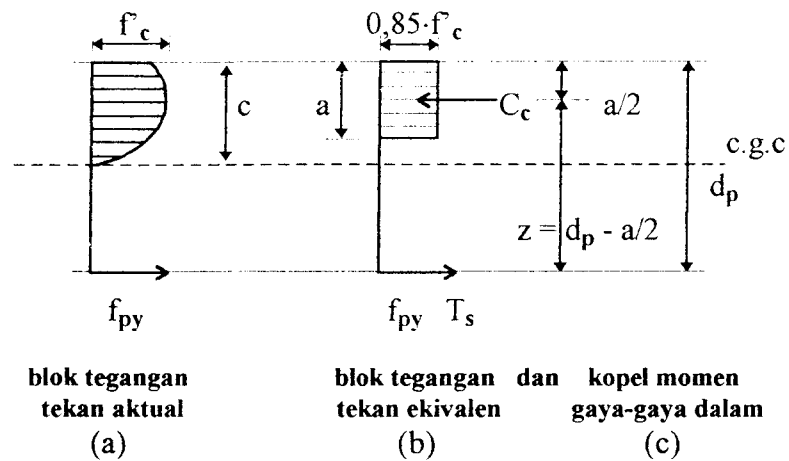 f'c
0,85·f'c
c
a
Cc
a/2
c.g.c
dp
z = dp - a/2
fpy
fpy Ts
blok tegangan
tekan aktual
(a)
blok tegangan dan kopel momen
tekan ekivalen gaya-gaya dalam
(b) (c)